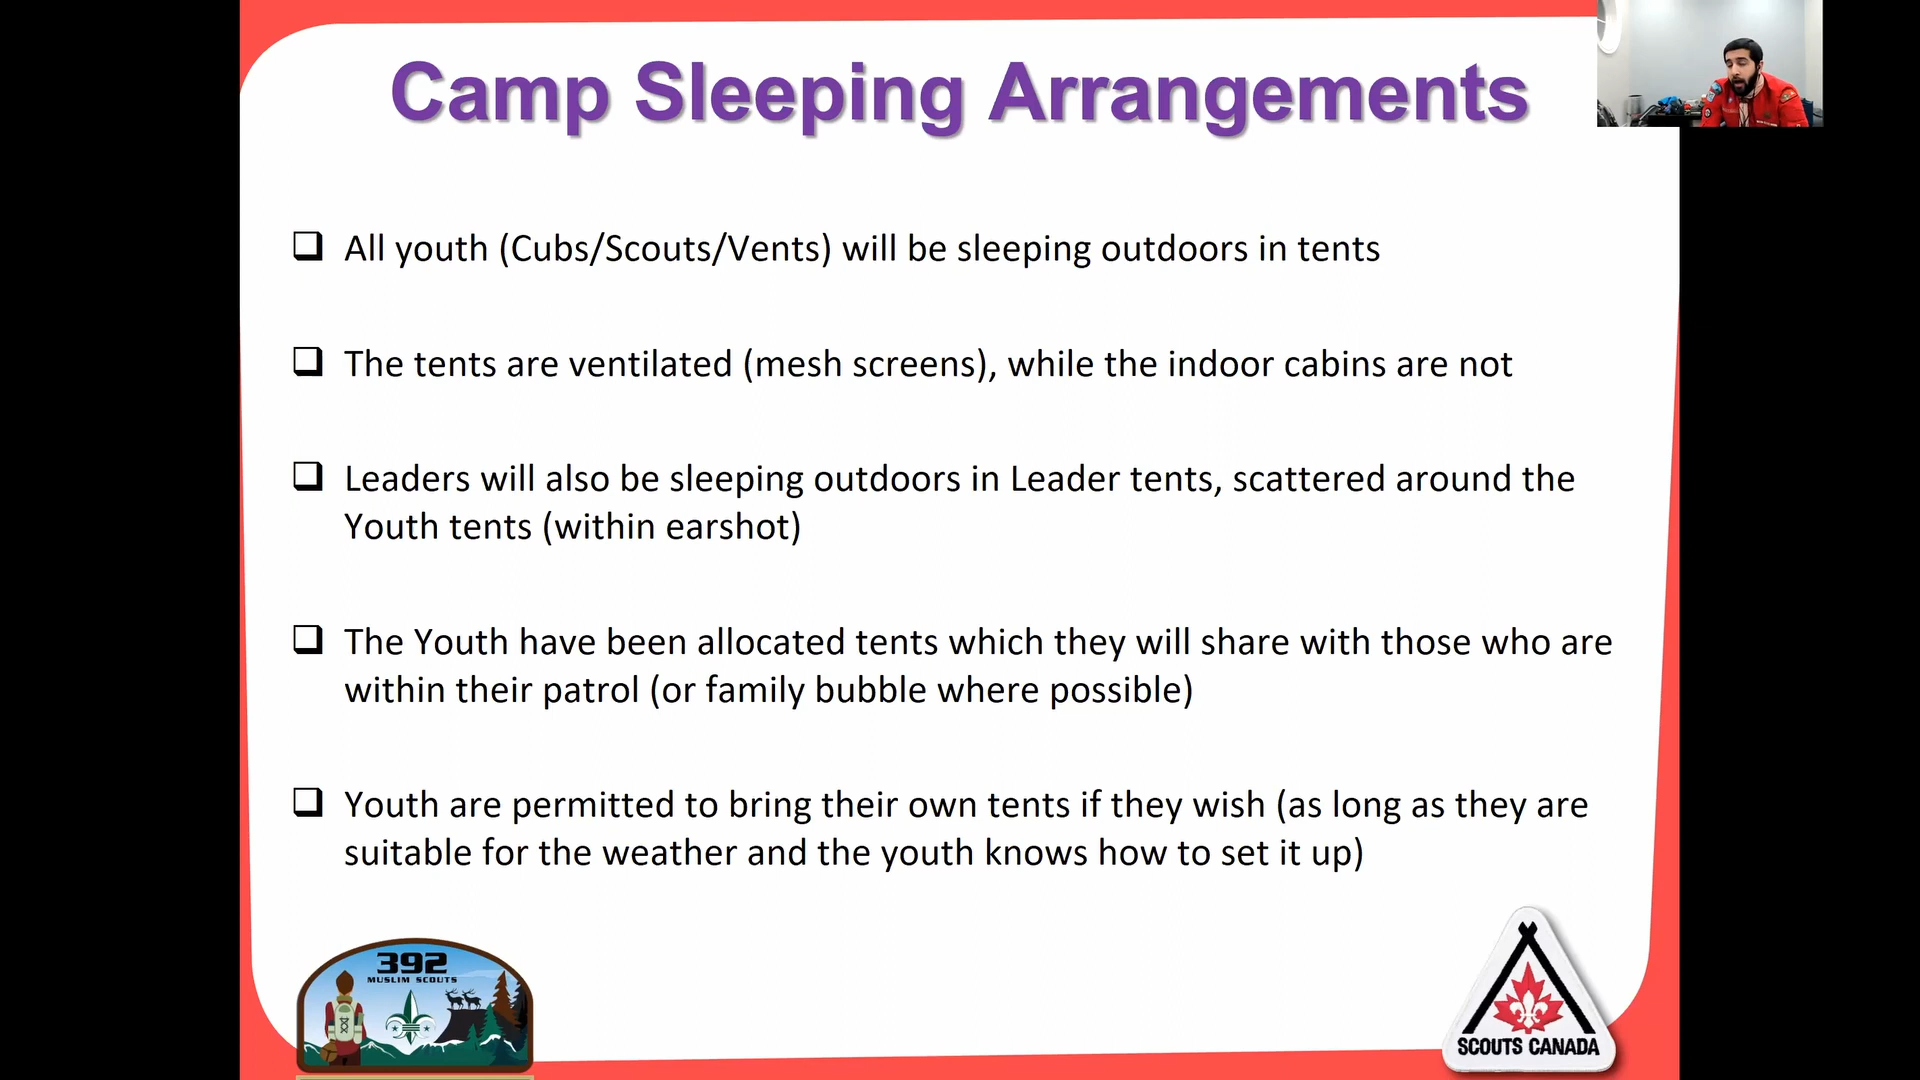 Camp Sleeping Arrangements
❑ All youth (Cubs/Scouts/Vents) will be sleeping outdoors in tents
❑ The tents are ventilated (mesh screens), while the indoor cabins are not
❑ Leaders will also be sleeping outdoors in Leader tents, scattered around the
Youth tents (within earshot)
❑ The Youth have been allocated tents which they will share with those who are
within their patrol (or family bubble where possible)
❑ Youth are permitted to bring their own tents if they wish (as long as they are
suitable for the weather and the youth knows how to set it up)
392
MUSLIM SCOUTS
SCOUTS CANADA